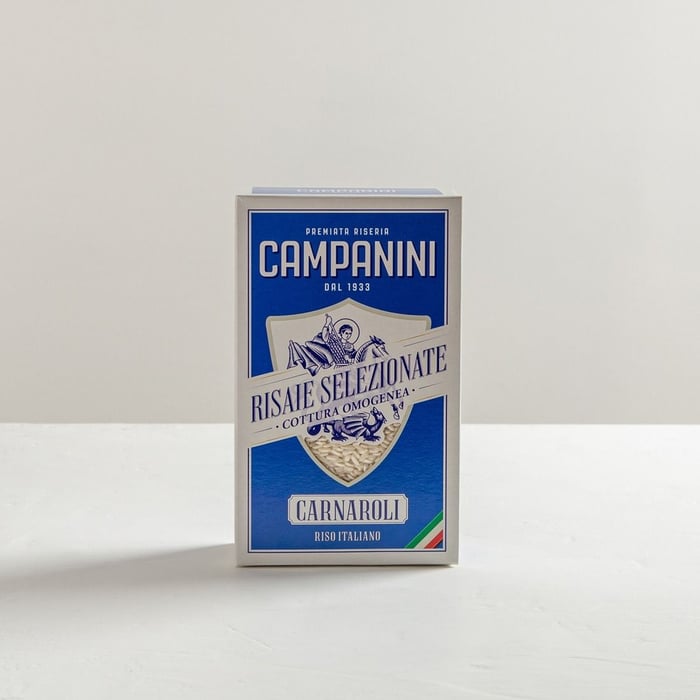 CAMPANINI
PREMIATA RISERIA
CAMPANINI
DAL 1933
RISAIE SELEZIONATE
· COTTURA OMOGENEA ·
CARNAROLI
RISO ITALIANO